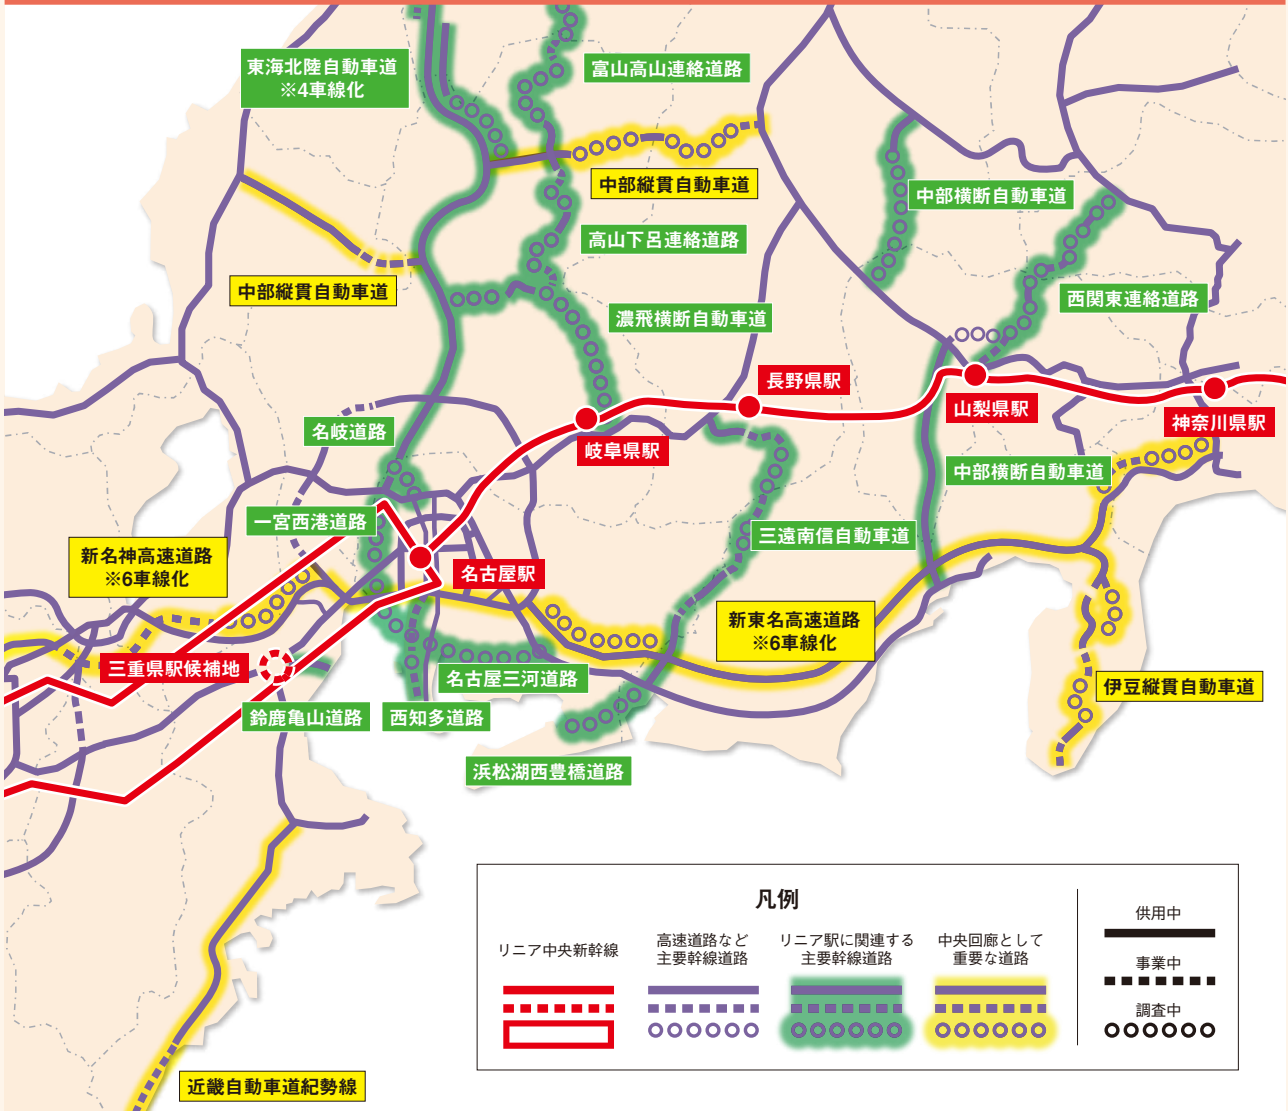 東海北陸自動車道
※4車線化
富山高山連絡道路
中部縦貫自動車道
中部横断自動車道
高山下呂連絡道路
中部縦貫自動車道
西関東連絡道路
濃飛横断自動車道
長野県駅
山梨県駅
神奈川県駅
名岐道路
岐阜県駅
中部横断自動車道
一宮西港道路
三遠南信自動車道
新名神高速道路
※6車線化
名古屋駅
新東名高速道路
※6車線化
三重県駅候補地
名古屋三河道路
伊豆縦貫自動車道
鈴鹿亀山道路
西知多道路
浜松湖西豊橋道路
近畿自動車道紀勢線
凡例
リニア中央新幹線
高速道路など
主要幹線道路
リニア駅に関連する
主要幹線道路
中央回廊として
重要な道路
供用中
事業中
調査中